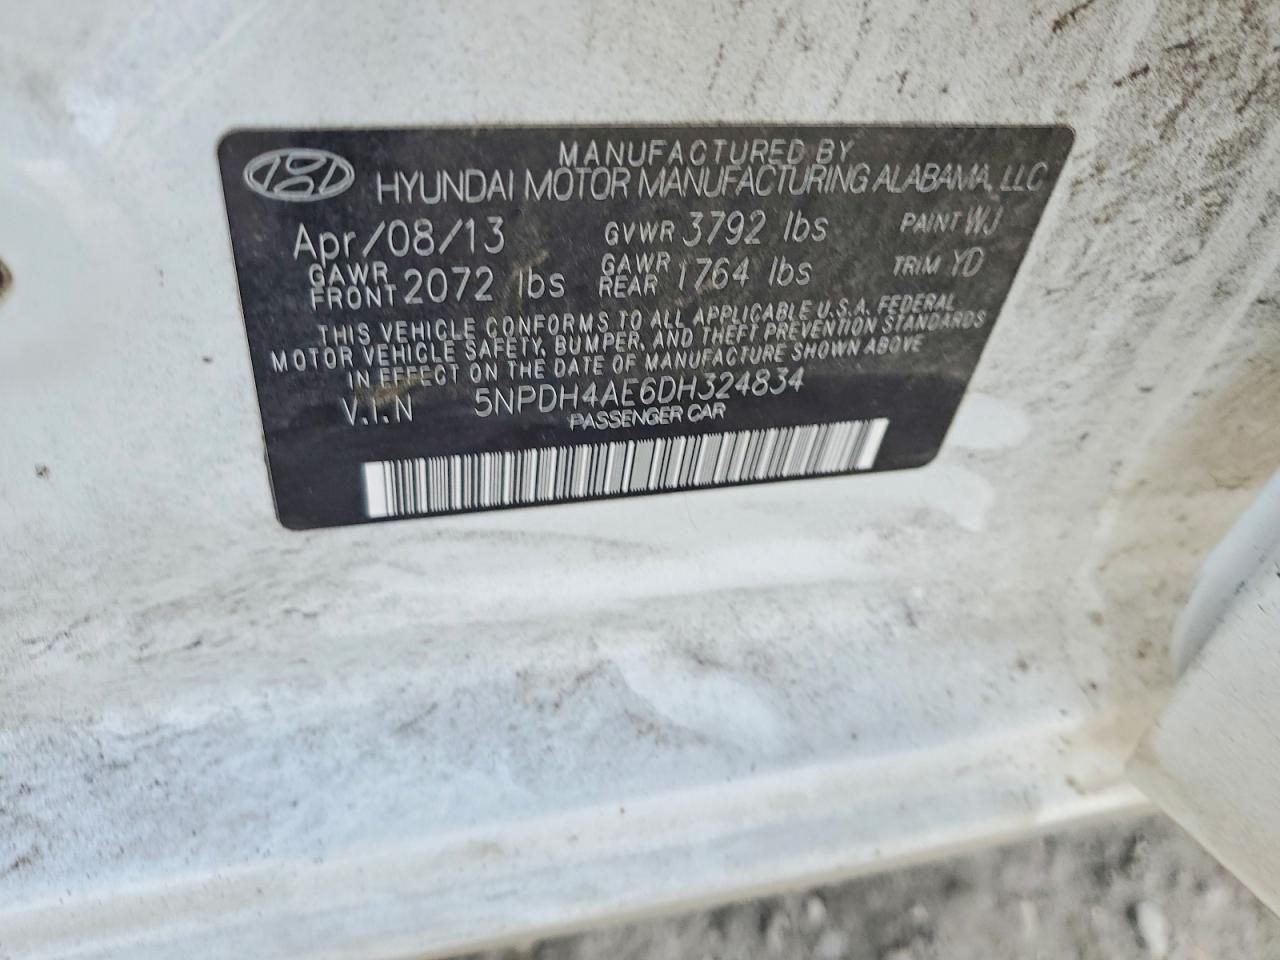 MANUFACTURED BY
HYUNDAI MOTOR MANUFACTURING ALABAMA, LLC
Apr/08/13 GVWR 3792 lbs PAINT WJ
GAWR FRONT 2072 lbs GAWR REAR 1764 lbs TRIM YD
THIS VEHICLE CONFORMS TO ALL APPLICABLE U.S.A. FEDERAL
MOTOR VEHICLE SAFETY, BUMPER, AND THEFT PREVENTION STANDARDS
IN EFFECT ON THE DATE OF MANUFACTURE SHOWN ABOVE
V.I.N 5NPDH4AE6DH324834
PASSENGER CAR